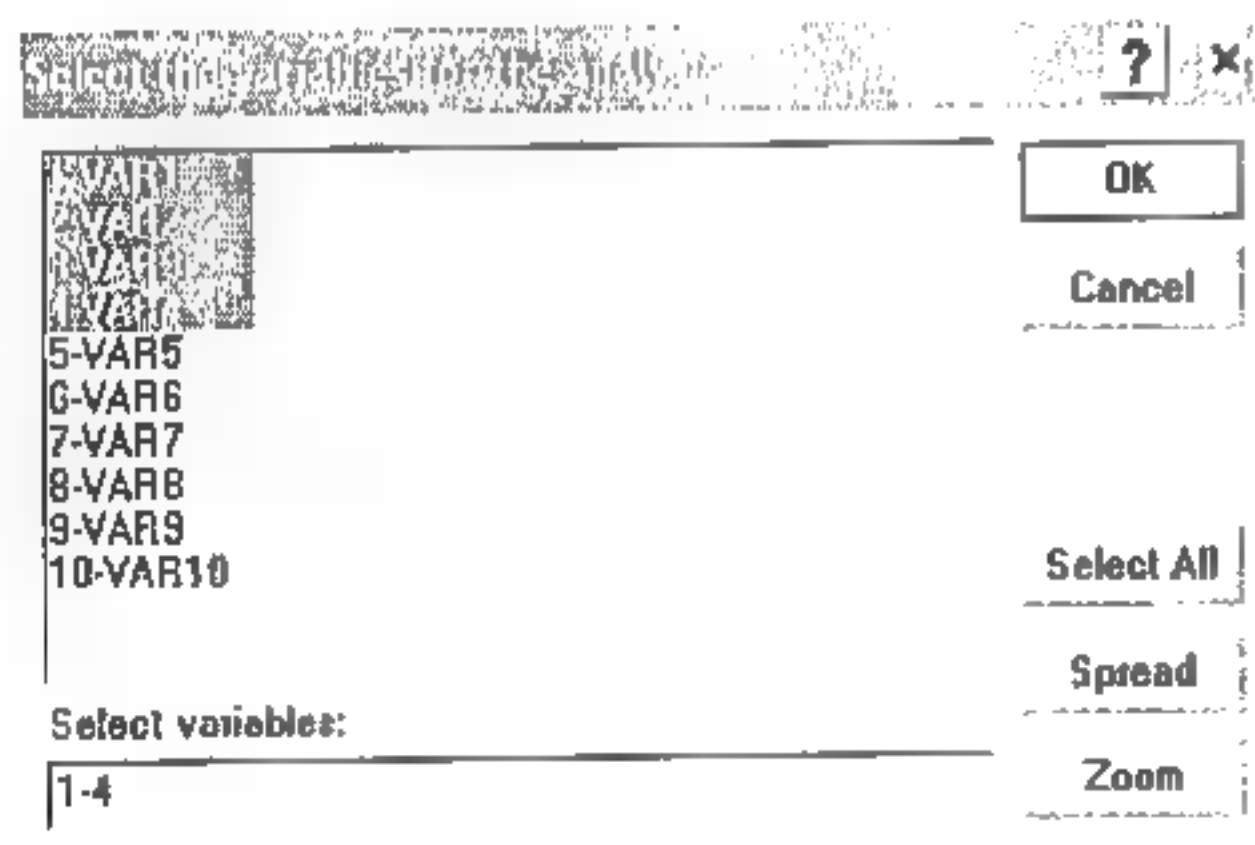 ?
×
OK
Cancel
5-VAR5
6-VAR6
7-VAR7
8-VAR8
9-VAR9
10-VAR10
Select All
Spread
Select variables:
Zoom
1-4